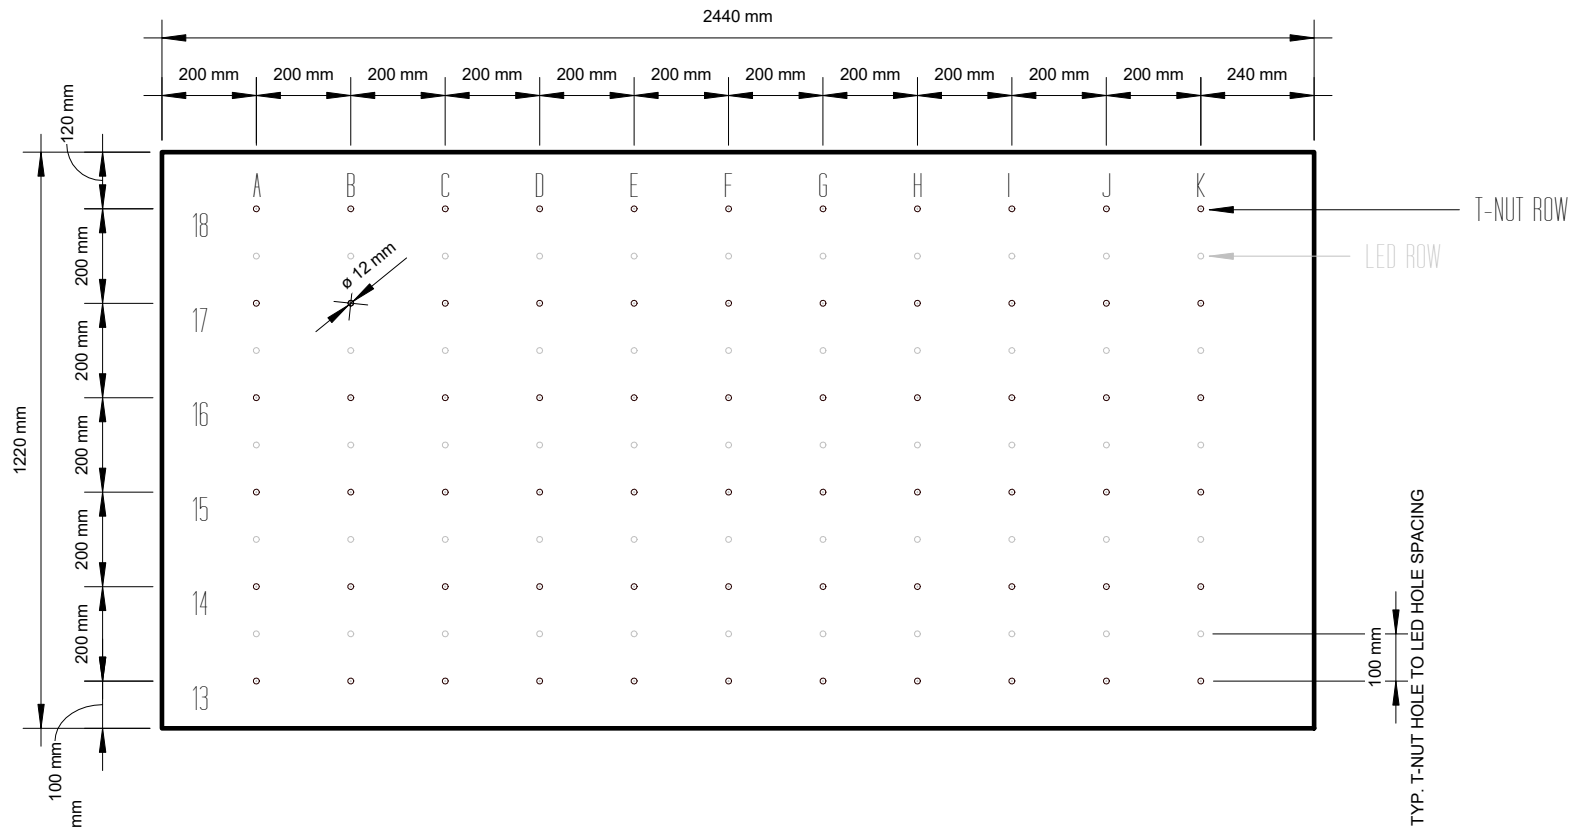 2440 mm
200 mm 200 mm 200 mm 200 mm 200 mm 200 mm 200 mm 200 mm 200 mm 200 mm 200 mm 240 mm
120 mm
A B C D E F G H I J K
18
T-NUT ROW
LED ROW
200 mm
ø 12 mm
17
200 mm
16
1220 mm
200 mm
15
200 mm
14
200 mm
13
100 mm
TYP. T-NUT HOLE TO LED HOLE SPACING
100 mm
mm